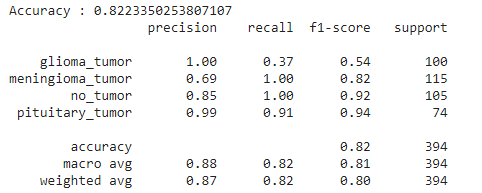 Accuracy : 0.8223350253807107
precision recall f1-score support
glioma_tumor 1.00 0.37 0.54 100
meningioma_tumor 0.69 1.00 0.82 115
no_tumor 0.85 1.00 0.92 105
pituitary_tumor 0.99 0.91 0.94 74
accuracy 0.82 394
macro avg 0.88 0.82 0.81 394
weighted avg 0.87 0.82 0.80 394